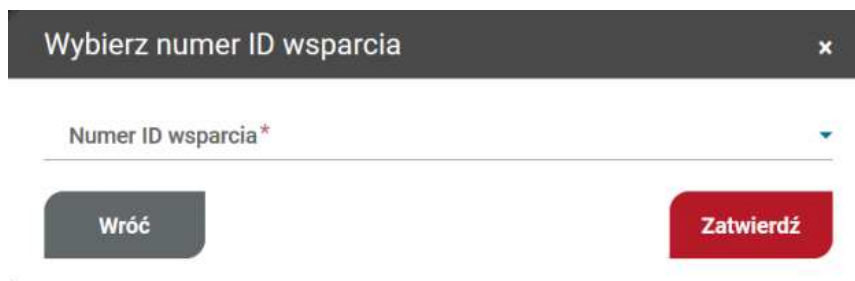 Wybierz numer ID wsparcia ×
Numer ID wsparcia*
Wróć Zatwierdź